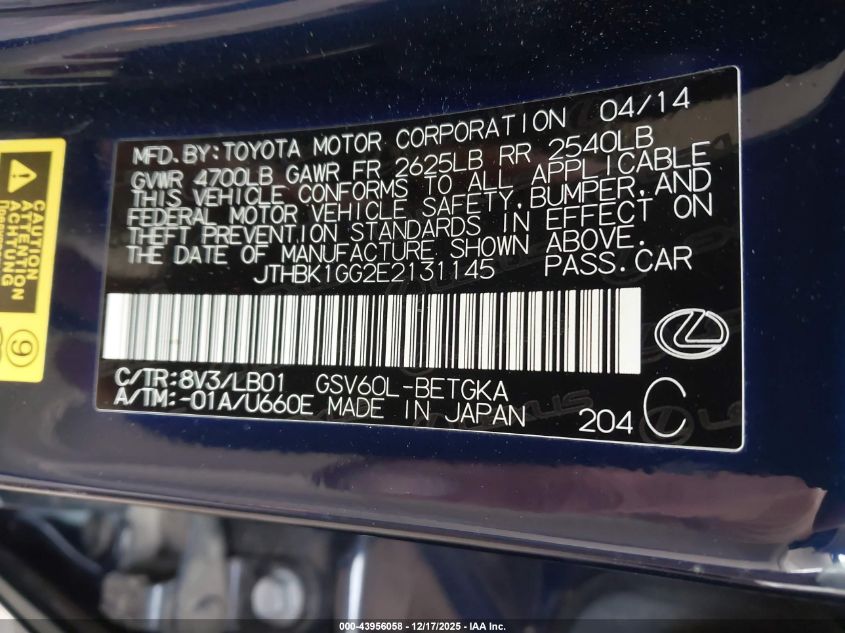 MFD. BY: TOYOTA MOTOR CORPORATION 04/14
GVWR 4700LB GAWR FR 2625LB RR 2540LB
THIS VEHICLE CONFORMS TO ALL APPLICABLE
FEDERAL MOTOR VEHICLE SAFETY, BUMPER, AND
THEFT PREVENTION STANDARDS IN EFFECT ON
THE DATE OF MANUFACTURE SHOWN ABOVE.
JTHBK1GG2E2131145 PASS.CAR
C/TR:8V3/LB01 GSV60L-BETGKA
A/TM:-01A/U660E MADE IN JAPAN 204 C
CAUTION
ATTENTION
ACHTUNG
9
000-43956058 - 12/17/2025 - IAA Inc.